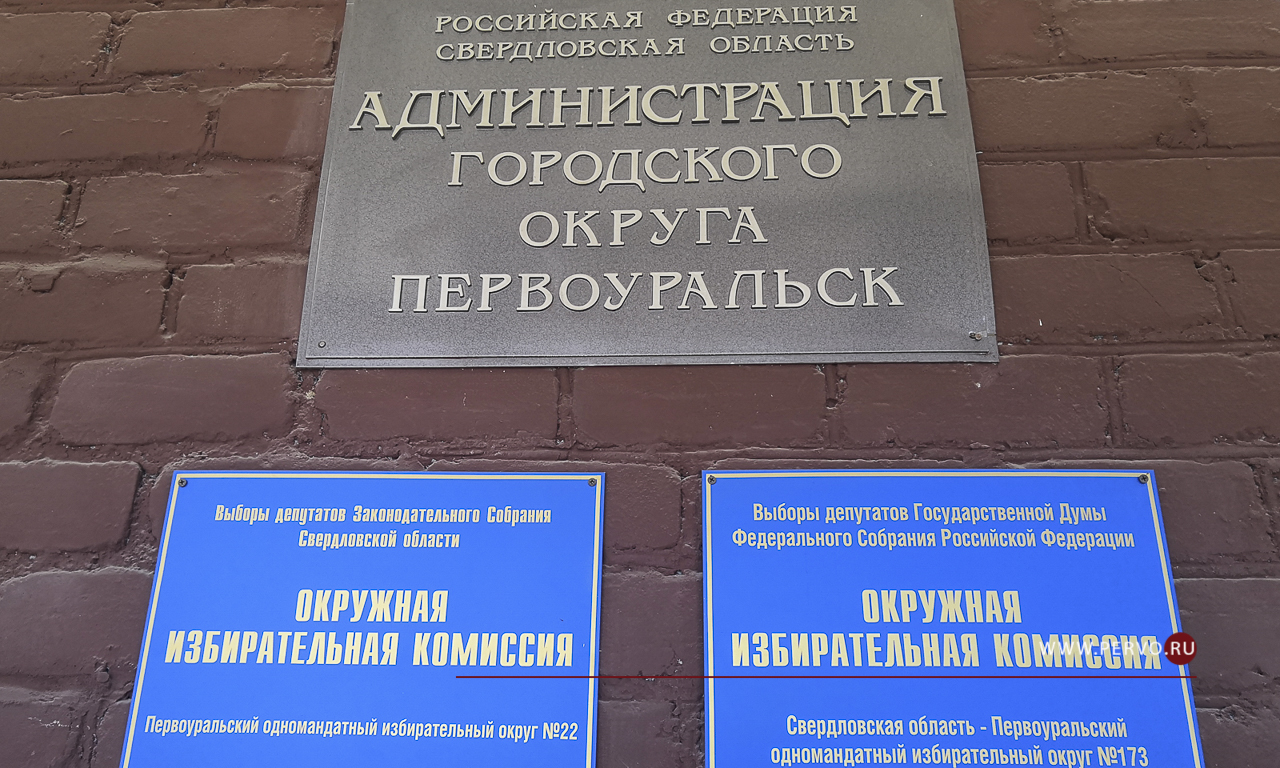 РОССИЙСКАЯ ФЕДЕРАЦИЯ
СВЕРДЛОВСКАЯ ОБЛАСТЬ
АДМИНИСТРАЦИЯ
ГОРОДСКОГО
ОКРУГА
ПЕРВОУРАЛЬСК
Выборы депутатов Законодательного Собрания
Свердловской области
ОКРУЖНАЯ
ИЗБИРАТЕЛЬНАЯ КОМИССИЯ
Первоуральский одномандатный избирательный округ №22
Выборы депутатов Государственной Думы
Федерального Собрания Российской Федерации
ОКРУЖНАЯ
ИЗБИРАТЕЛЬНАЯ КОМИССИЯ
Свердловская область - Первоуральский
одномандатный избирательный округ №173
WWW.PERVO.RU